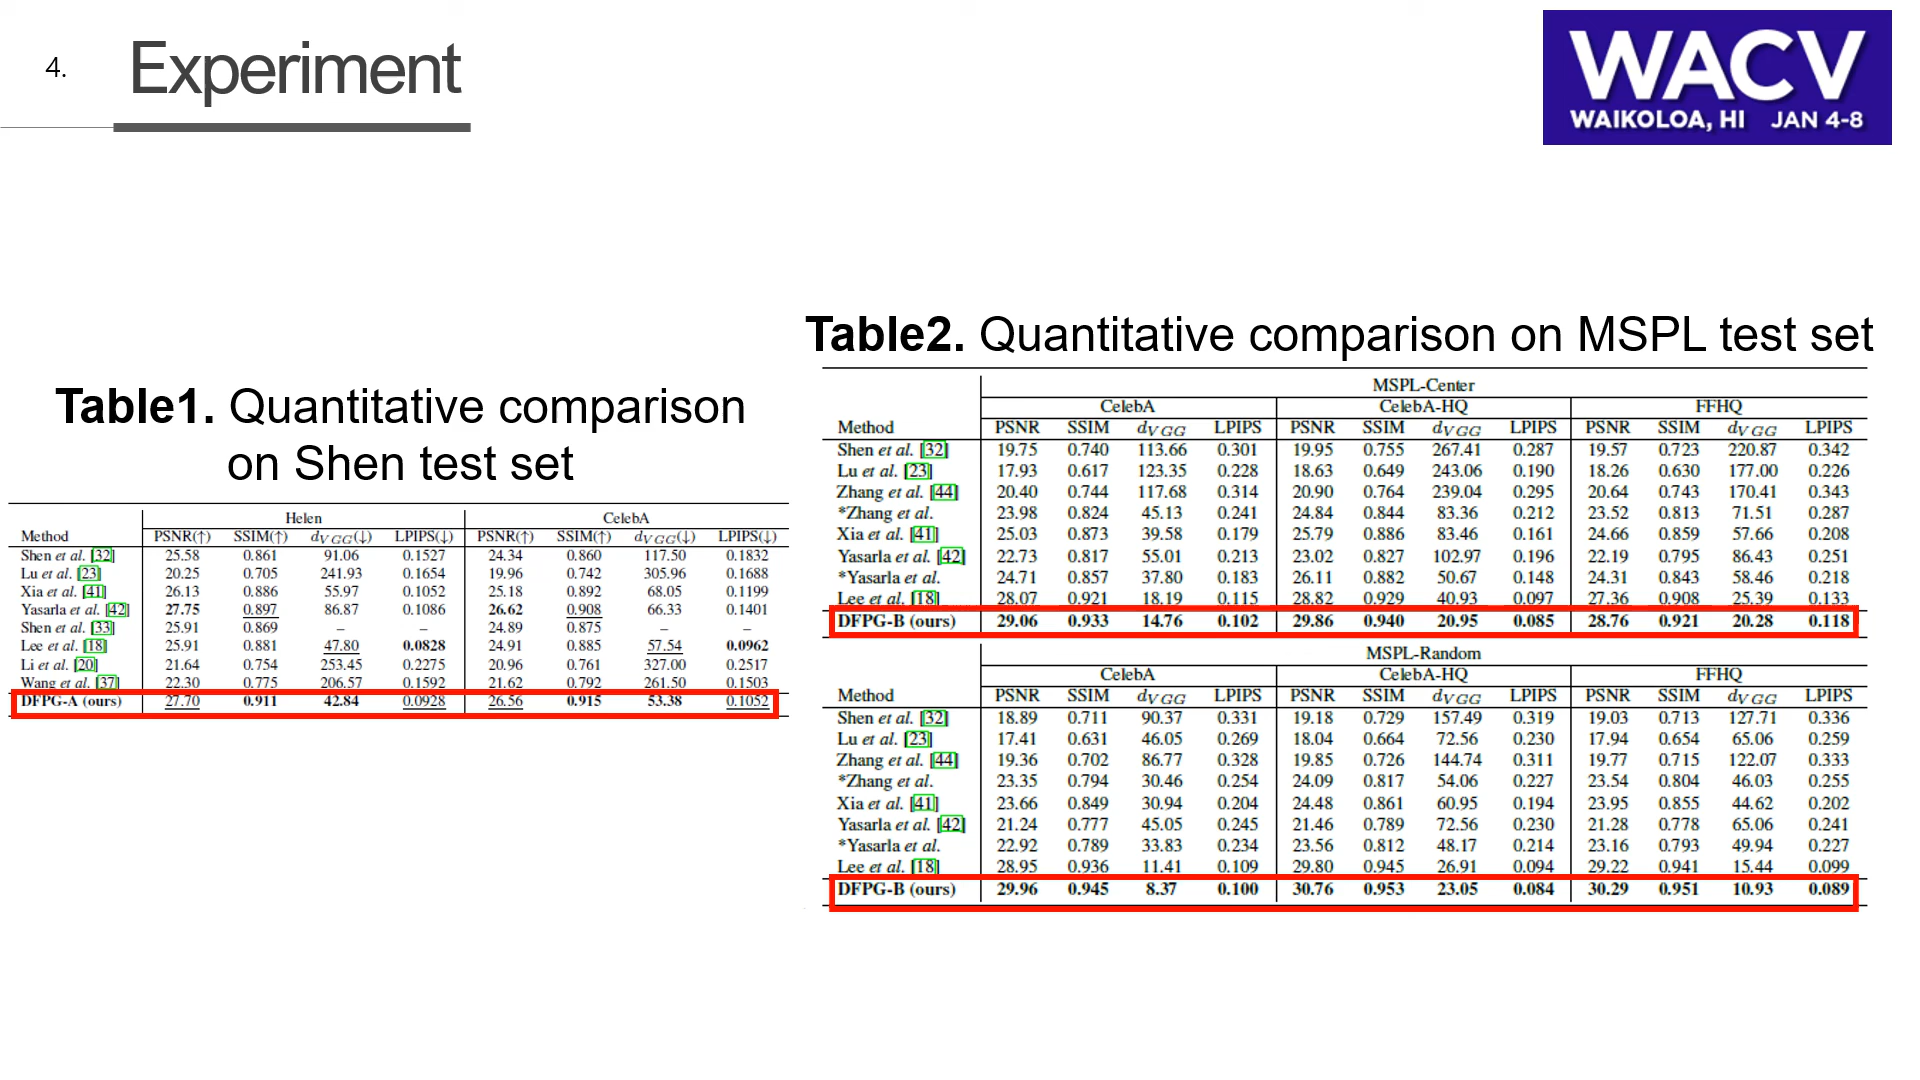 4.
Experiment
WACV
WAIKOLOA, HI JAN 4-8
Table1. Quantitative comparison
on Shen test set
Helen CelebA
Method PSNR(↑) SSIM(↑) dVGG(↓) LPIPS(↓) PSNR(↑) SSIM(↑) dVGG(↓) LPIPS(↓)
Shen et al. [32] 25.58 0.861 91.06 0.1527 24.34 0.860 117.50 0.1832
Lu et al. [23] 20.25 0.705 241.93 0.1654 19.96 0.742 305.96 0.1688
Xia et al. [41] 26.13 0.886 55.97 0.1052 25.18 0.892 68.05 0.1199
Yasarla et al. [42] 27.75 0.897 86.87 0.1086 26.62 0.908 66.33 0.1401
Shen et al. [33] 25.91 0.869 – – 24.89 0.875 – –
Lee et al. [18] 25.91 0.881 47.80 0.0828 24.91 0.885 57.54 0.0962
Li et al. [20] 21.64 0.754 253.45 0.2275 20.96 0.761 327.00 0.2517
Wang et al. [37] 22.30 0.775 206.57 0.1592 21.62 0.792 261.50 0.1503
DFPG-A (ours) 27.70 0.911 42.84 0.0928 26.56 0.915 53.38 0.1052
Table2. Quantitative comparison on MSPL test set
MSPL-Center
CelebA CelebA-HQ FFHQ
Method PSNR SSIM dVGG LPIPS PSNR SSIM dVGG LPIPS PSNR SSIM dVGG LPIPS
Shen et al. [32] 19.75 0.740 113.66 0.301 19.95 0.755 267.41 0.287 19.57 0.723 220.87 0.342
Lu et al. [23] 17.93 0.617 123.35 0.228 18.63 0.649 243.06 0.190 18.26 0.630 177.00 0.226
Zhang et al. [44] 20.40 0.744 117.68 0.314 20.90 0.764 239.04 0.295 20.64 0.743 170.41 0.343
*Zhang et al. 23.98 0.824 45.13 0.241 24.84 0.844 83.36 0.212 23.52 0.813 71.51 0.287
Xia et al. [41] 25.03 0.873 39.58 0.179 25.79 0.886 83.46 0.161 24.66 0.859 57.66 0.208
Yasarla et al. [42] 22.73 0.817 55.01 0.213 23.02 0.827 102.97 0.196 22.19 0.795 86.43 0.251
*Yasarla et al. 24.71 0.857 37.80 0.183 26.11 0.882 50.67 0.148 24.31 0.843 58.46 0.218
Lee et al. [18] 28.07 0.921 18.19 0.115 28.82 0.929 40.93 0.097 27.36 0.908 25.39 0.133
DFPG-B (ours) 29.06 0.933 14.76 0.102 29.86 0.940 20.95 0.085 28.76 0.921 20.28 0.118
MSPL-Random
CelebA CelebA-HQ FFHQ
Method PSNR SSIM dVGG LPIPS PSNR SSIM dVGG LPIPS PSNR SSIM dVGG LPIPS
Shen et al. [32] 18.89 0.711 90.37 0.331 19.18 0.729 157.49 0.319 19.03 0.713 127.71 0.336
Lu et al. [23] 17.41 0.631 46.05 0.269 18.04 0.664 72.56 0.230 17.94 0.654 65.06 0.259
Zhang et al. [44] 19.36 0.702 86.77 0.328 19.85 0.726 144.74 0.311 19.77 0.715 122.07 0.333
*Zhang et al. 23.35 0.794 30.46 0.254 24.09 0.817 54.06 0.227 23.54 0.804 46.03 0.255
Xia et al. [41] 23.66 0.849 30.94 0.204 24.48 0.861 60.95 0.194 23.95 0.855 44.62 0.202
Yasarla et al. [42] 21.24 0.777 45.05 0.245 21.46 0.789 72.56 0.230 21.28 0.778 65.06 0.241
*Yasarla et al. 22.92 0.789 33.83 0.234 23.56 0.812 48.17 0.214 23.16 0.793 49.94 0.227
Lee et al. [18] 28.95 0.936 11.41 0.109 29.80 0.945 26.91 0.094 29.22 0.941 15.44 0.099
DFPG-B (ours) 29.96 0.945 8.37 0.100 30.76 0.953 23.05 0.084 30.29 0.951 10.93 0.089